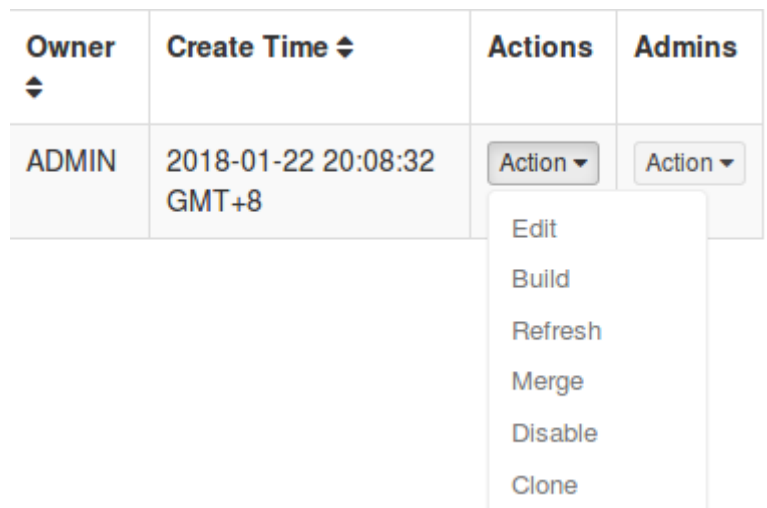 Owner Create Time Actions Admins
ADMIN 2018-01-22 20:08:32 Action Action
GMT+8
Edit
Build
Refresh
Merge
Disable
Clone